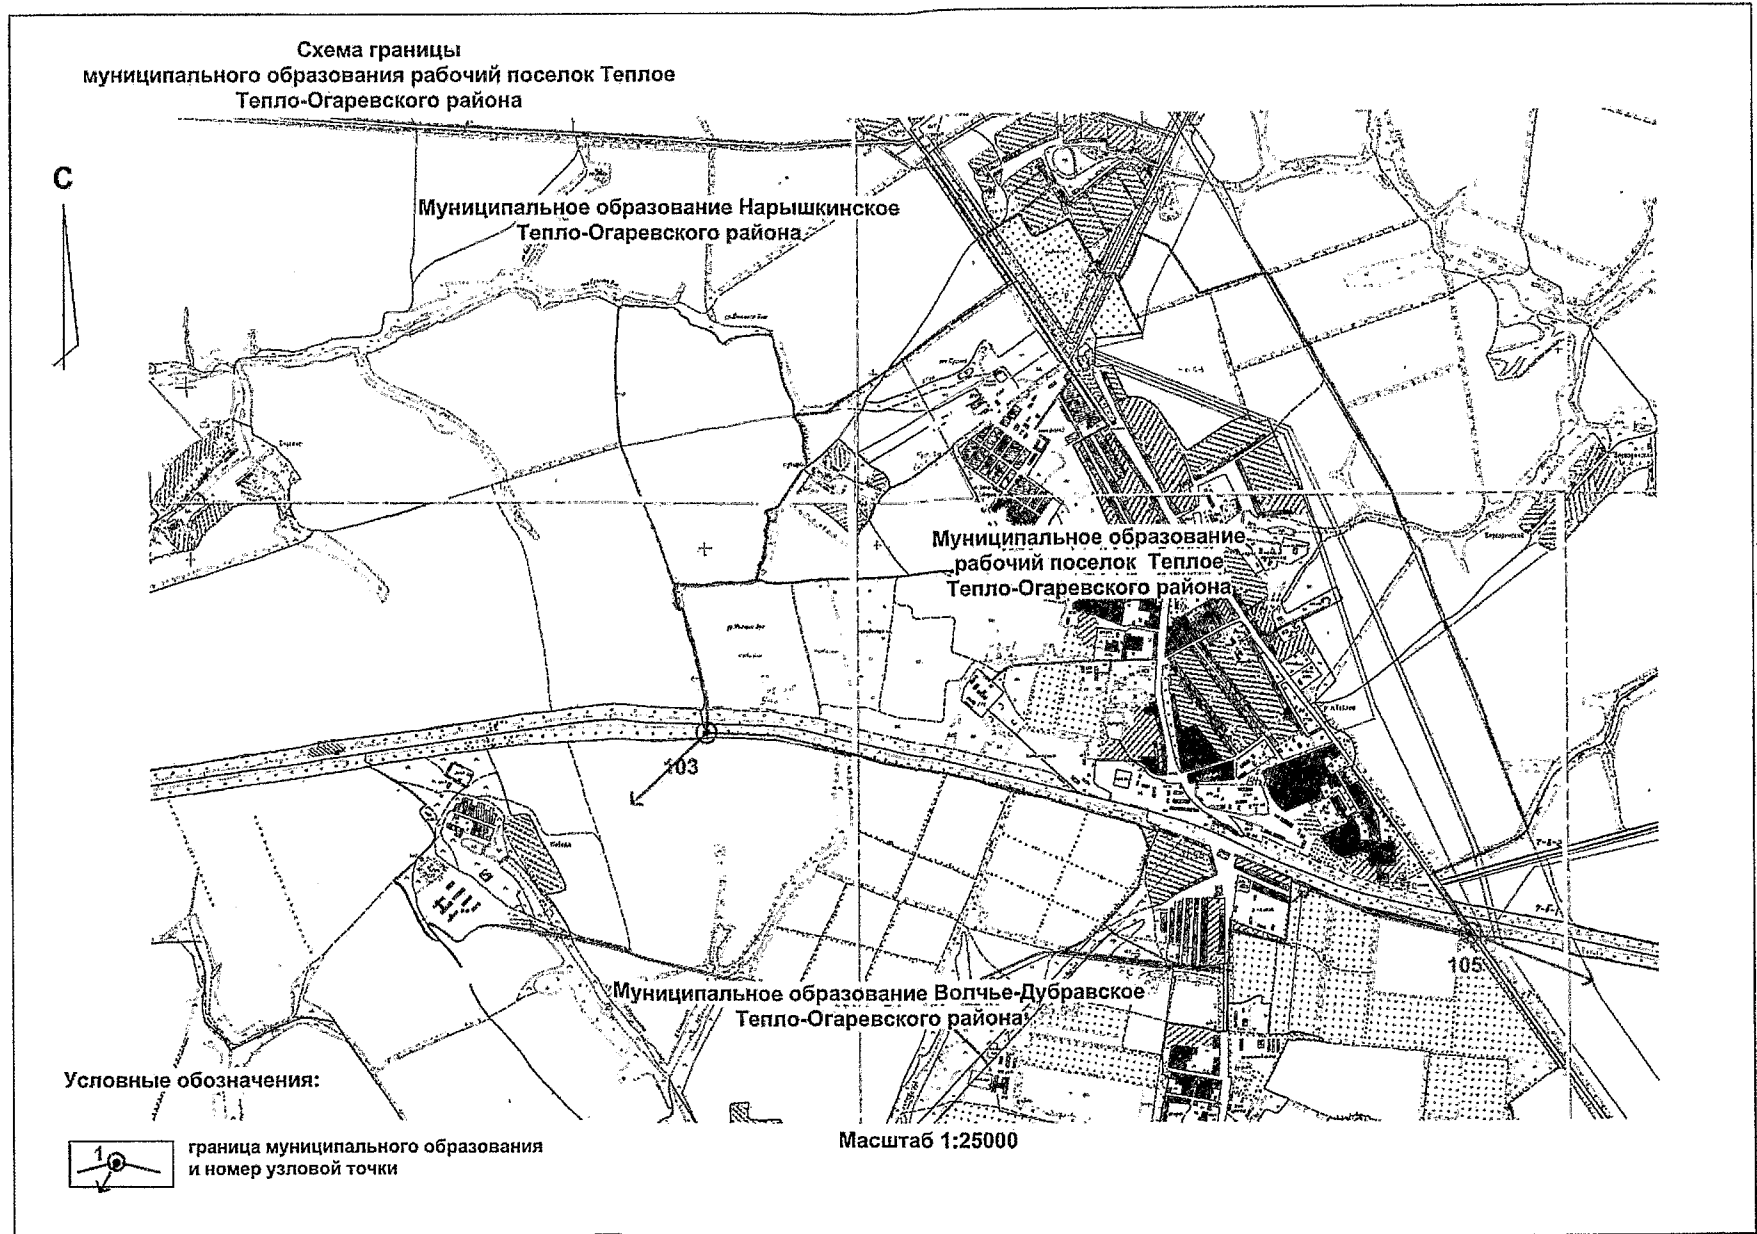 Схема границы
муниципального образования рабочий поселок Теплое
Тепло-Огаревского района
С
Муниципальное образование Нарышкинское
Тепло-Огаревского района
Муниципальное образование
рабочий поселок Теплое
Тепло-Огаревского района
103
105
Муниципальное образование Волчье-Дубравское
Тепло-Огаревского района
Условные обозначения:
1
граница муниципального образования
и номер узловой точки
Масштаб 1:25000